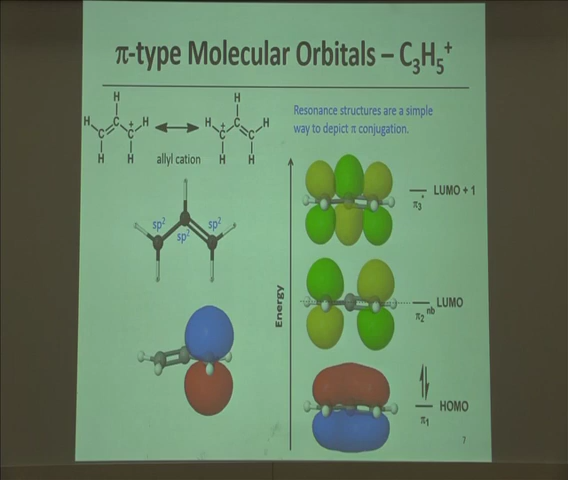 π-type Molecular Orbitals – C₃H₅⁺
H
H H
C C C +
H H
H
H H
C + C C
H H
allyl cation
Resonance structures are a simple
way to depict π conjugation.
sp² sp² sp²
Energy
LUMO + 1
π₃*
LUMO
π₂ⁿᵇ
HOMO
π₁
7